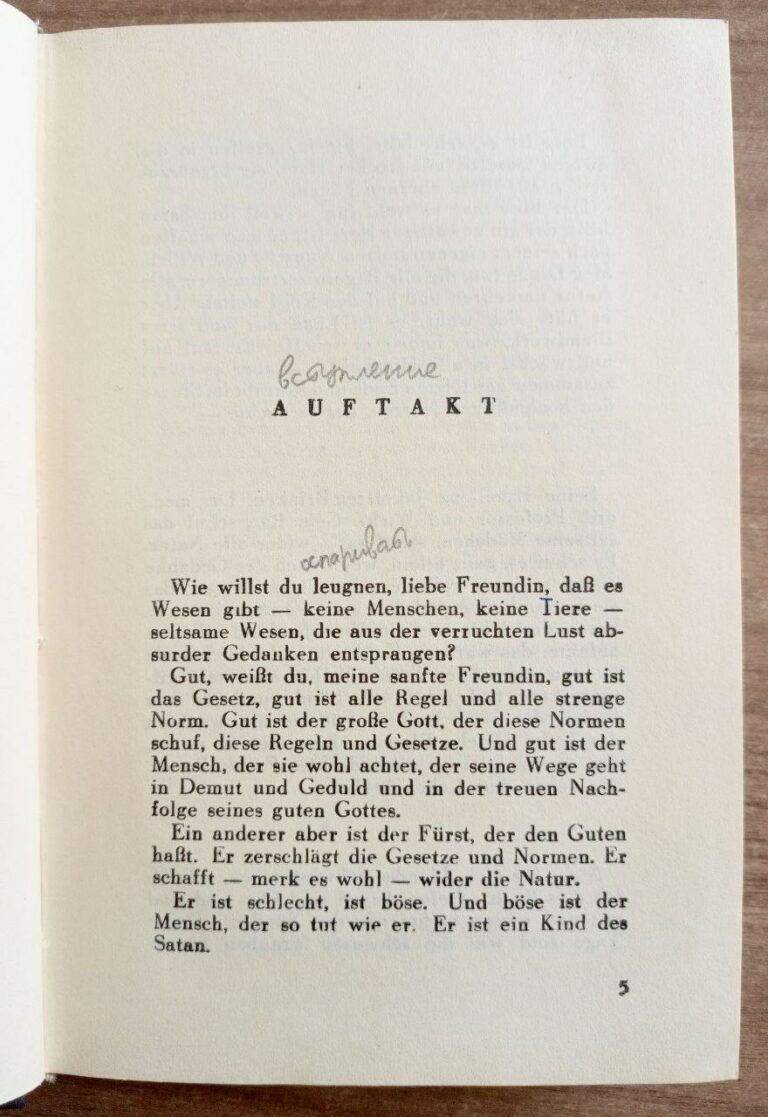 вступление
AUFTAKT
оспаривать
Wie willst du leugnen, liebe Freundin, daß es
Wesen gibt — keine Menschen, keine Tiere —
seltsame Wesen, die aus der verruchten Lust ab-
surder Gedanken entsprangen?
Gut, weißt du, meine sanfte Freundin, gut ist
das Gesetz, gut ist alle Regel und alle strenge
Norm. Gut ist der große Gott, der diese Normen
schuf, diese Regeln und Gesetze. Und gut ist der
Mensch, der sie wohl achtet, der seine Wege geht
in Demut und Geduld und in der treuen Nach-
folge seines guten Gottes.
Ein anderer aber ist der Fürst, der den Guten
haßt. Er zerschlägt die Gesetze und Normen. Er
schafft — merk es wohl — wider die Natur.
Er ist schlecht, ist böse. Und böse ist der
Mensch, der so tut wie er. Er ist ein Kind des
Satan.
5